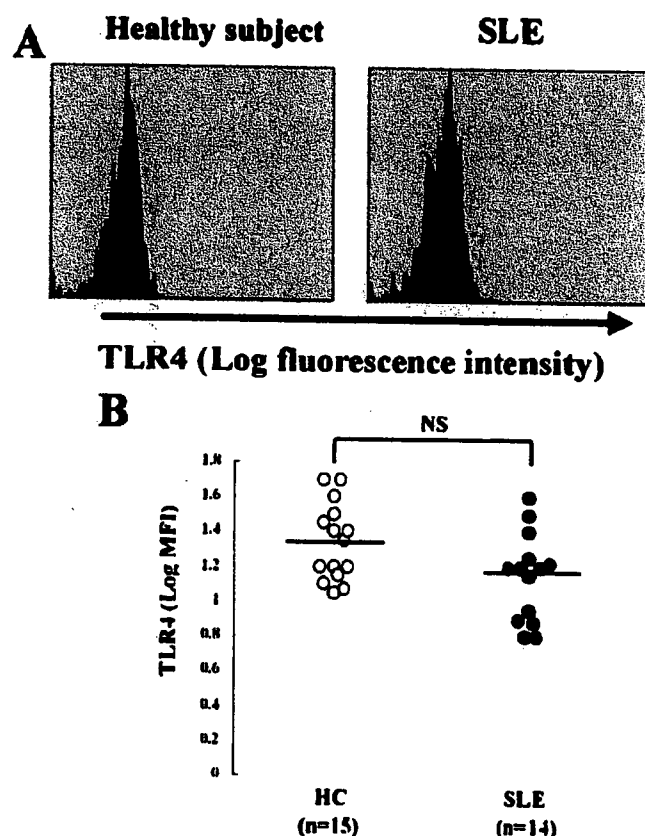 A
Healthy subject SLE
TLR4 (Log fluorescence intensity)
B
NS
1.8
1.6
1.4
1.2
1
0.8
0.6
0.4
0.2
0
TLR4 (Log MFI)
HC SLE
(n=15) (n=14)